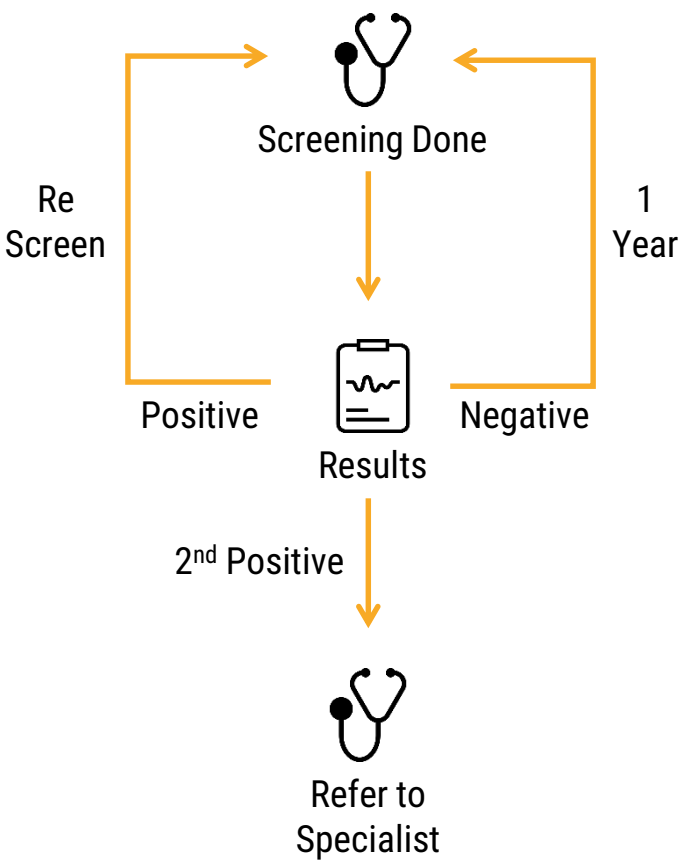 Screening Done
Re
Screen
1
Year
Positive
Negative
Results
2nd Positive
Refer to
Specialist